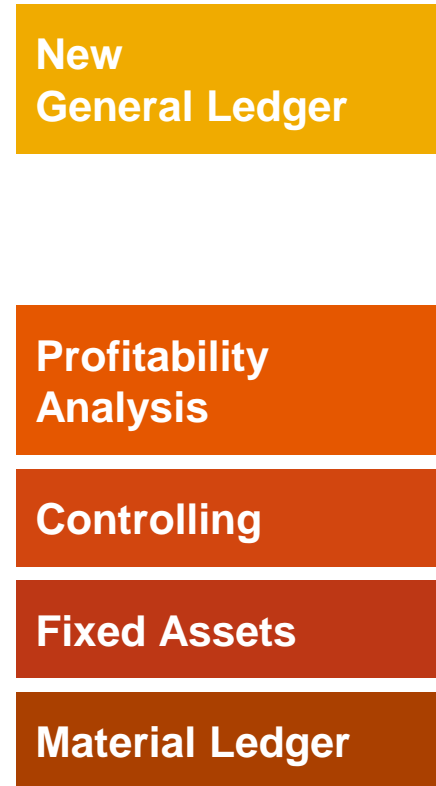 New
General Ledger
Profitability
Analysis
Controlling
Fixed Assets
Material Ledger